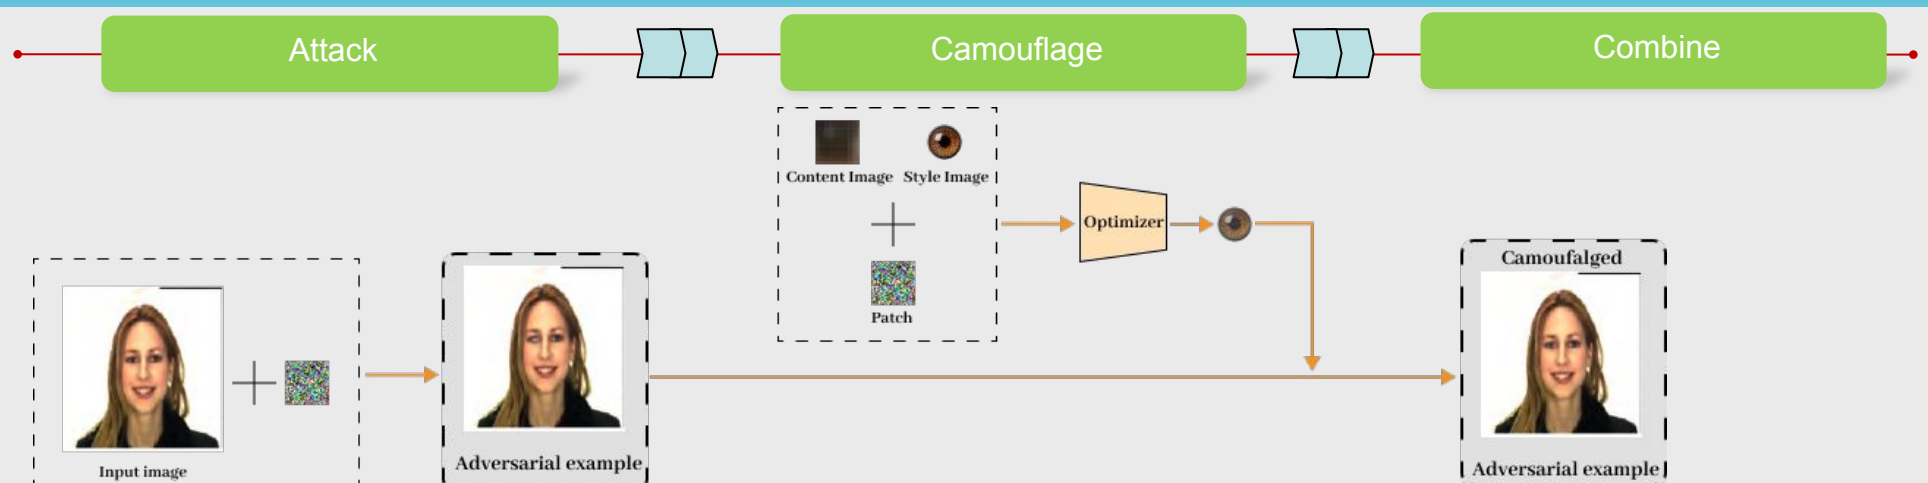 Attack
Camouflage
Combine
Content Image Style Image
Patch
Optimizer
Input image
Adversarial example
Camoufalged
Adversarial example